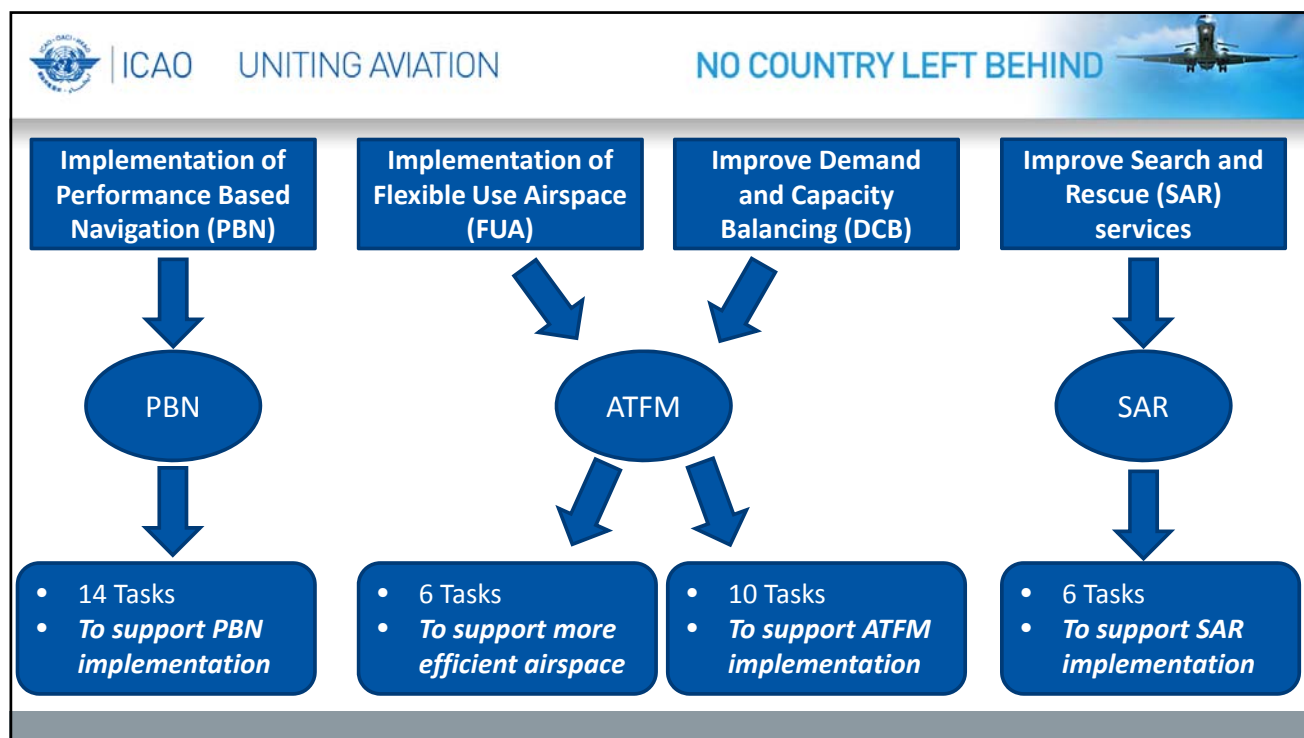 ICAO · OACI · ИКАО
ICAO UNITING AVIATION
NO COUNTRY LEFT BEHIND
Implementation of
Performance Based
Navigation (PBN)
Implementation of
Flexible Use Airspace
(FUA)
Improve Demand
and Capacity
Balancing (DCB)
Improve Search and
Rescue (SAR)
services
PBN
ATFM
SAR
• 14 Tasks
• To support PBN
implementation
• 6 Tasks
• To support more
efficient airspace
• 10 Tasks
• To support ATFM
implementation
• 6 Tasks
• To support SAR
implementation